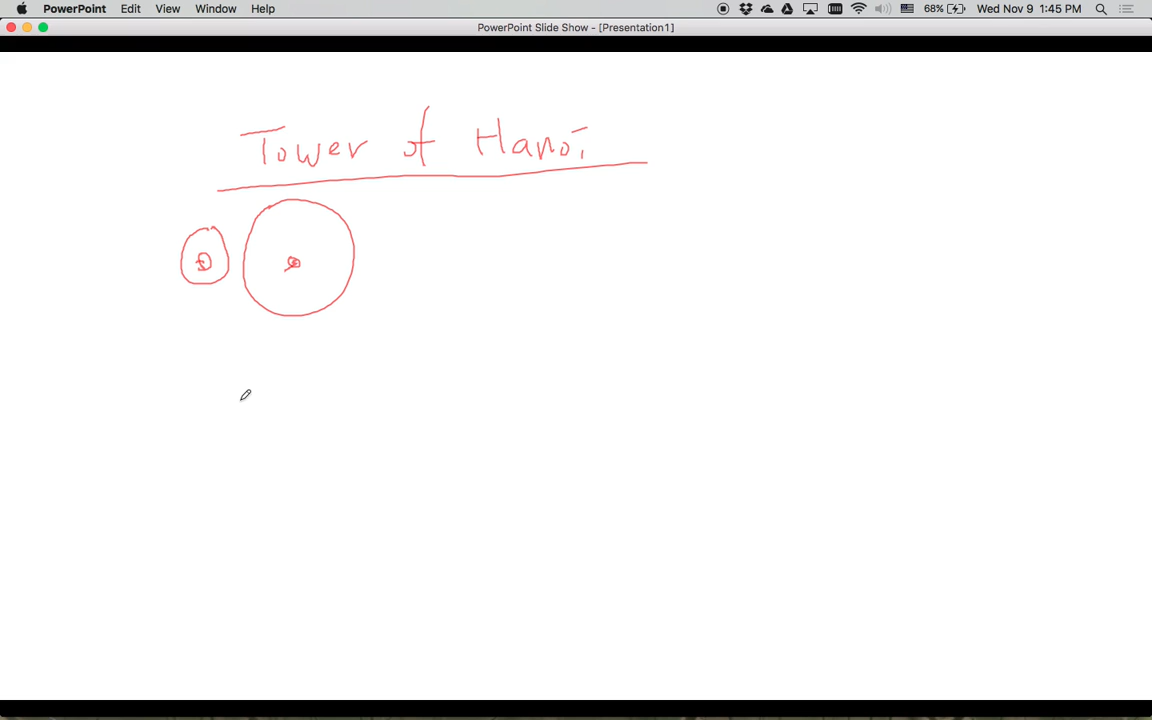 PowerPoint Edit View Window Help 68% Wed Nov 9 1:45 PM
PowerPoint Slide Show - [Presentation1]
Tower of Hanoi